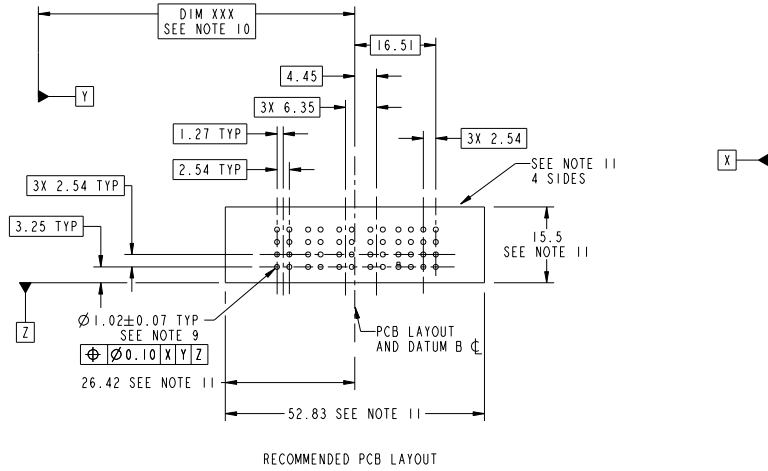 DIM XXX
SEE NOTE 10
16.51
4.45
Y
3X 6.35
1.27 TYP
3X 2.54
X
2.54 TYP
SEE NOTE 11
4 SIDES
3X 2.54 TYP
3.25 TYP
15.5
SEE NOTE 11
Z
Ø1.02±0.07 TYP
SEE NOTE 9
⌖ Ø0.10 X Y Z
PCB LAYOUT
AND DATUM B ℄
26.42 SEE NOTE 11
52.83 SEE NOTE 11
RECOMMENDED PCB LAYOUT